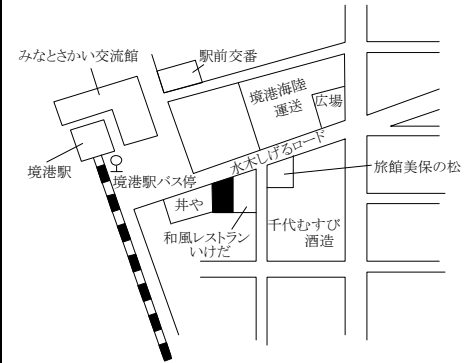 みなとさかい交流館
駅前交番
境港海陸
運送
広場
水木しげるロード
境港駅
境港駅バス停
旅館美保の松
丼や
和風レストラン
いけだ
千代むすび
酒造